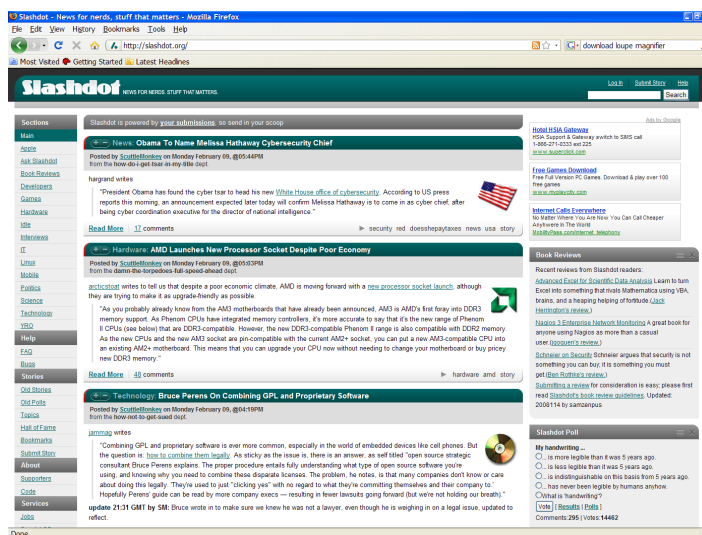 Slashdot - News for nerds, stuff that matters - Mozilla Firefox
File Edit View History Bookmarks Tools Help
http://slashdot.org/
download loupe magnifier
Most Visited Getting Started Latest Headlines
Slashdot NEWS FOR NERDS. STUFF THAT MATTERS.
Log In Submit Story Help
Search
Sections
Main
Apple
Ask Slashdot
Book Reviews
Developers
Games
Hardware
Idle
Interviews
IT
Linux
Mobile
Politics
Science
Technology
YRO
Help
FAQ
Bugs
Stories
Old Stories
Old Polls
Topics
Hall of Fame
Bookmarks
Submit Story
About
Supporters
Code
Services
Jobs
Slashdot is powered by your submissions, so send in your scoop
News: Obama To Name Melissa Hathaway Cybersecurity Chief
Posted by ScuttleMonkey on Monday February 09, @05:44PM
from the how-do-i-get-tsar-in-my-title dept.
hargrand writes
"President Obama has found the cyber tsar to head his new White House office of cybersecurity. According to US press
reports this morning, an announcement expected later today will confirm Melissa Hathaway is to come in as cyber chief, after
being cyber coordination executive for the director of national intelligence."
Read More 17 comments
security red doesshepaytaxes news usa story
Hardware: AMD Launches New Processor Socket Despite Poor Economy
Posted by ScuttleMonkey on Monday February 09, @05:03PM
from the damn-the-torpedoes-full-speed-ahead dept.
arcticstoat writes to tell us that despite a poor economic climate, AMD is moving forward with a new processor socket launch, although
they are trying to make it as upgrade-friendly as possible.
"As you probably already know from the AM3 motherboards that have already been announced, AM3 is AMD's first foray into DDR3
memory support. As Phenom CPUs have integrated memory controllers, it's more accurate to say that it's the new range of Phenom
II CPUs (see below) that are DDR3-compatible. However, the new DDR3-compatible Phenom II range is also compatible with DDR2 memory.
As the new CPUs and the new AM3 socket are pin-compatible with the current AM2+ socket, you can put a new AM3-compatible CPU into
an existing AM2+ motherboard. This means that you can upgrade your CPU now without needing to change your motherboard or buy pricey
new DDR3 memory."
Read More 48 comments
hardware amd story
Technology: Bruce Perens On Combining GPL and Proprietary Software
Posted by ScuttleMonkey on Monday February 09, @04:19PM
from the how-not-to-get-sued dept.
jammag writes
"Combining GPL and proprietary software is ever more common, especially in the world of embedded devices like cell phones. But
the question is: how to combine them legally. As sticky as the issue is, there is an answer, as self titled "open source strategic
consultant Bruce Perens explains. The proper procedure entails fully understanding what type of open source software you're
using, and knowing why you need to combine these disparate licenses. The problem, he notes, is that many companies don't know or care
about doing this legally. They're used to just "clicking yes" with no regard to what they're committing themselves and their company to."
Hopefully Perens' guide can be read by more company execs — resulting in fewer lawsuits going forward (but we're not holding our breath)."
update 21:31 GMT by SM: Bruce wrote in to make sure we knew he was not a lawyer, even though he is weighing in on a legal issue, updated to
reflect.
Ads by Google
Hotel HSIA Gateway
HSIA Support & Gateway switch to SMS call
1-866-271-0333 ext 225
www.superclick.com
Free Games Download
Free Full Version PC Games. Download & play over 100
free games
www.myplaycity.com
Internet Calls Everywhere
No Matter Where You Are Now You Can Call Cheaper
Anywhere In The World
MobilityPass.com/internet_telephony
Book Reviews
Recent reviews from Slashdot readers:
Advanced Excel for Scientific Data Analysis Learn to turn
Excel into something that rivals Mathematica using VBA,
brains, and a heaping helping of fortitude.(Jack
Herrington's review.)
Nagios 3 Enterprise Network Monitoring A great book for
anyone using Nagios as more than a casual
user.(jgoguen's review.)
Schneier on Securiti Schneier argues that security is not
something you can buy; it is something you must
get.(Ben Rothke's review.)
Submitting a review for consideration is easy; please first
read Slashdot's book review guidelines. Updated:
2008114 by samzenpus
Slashdot Poll
My handwriting ...
... is more legible than it was 5 years ago.
... is less legible than it was 5 years ago.
... is indistinguishable on this basis from 5 years ago.
... has never been legible by humans anyhow.
What is 'handwriting'?
Vote [ Results | Polls ]
Comments:295 | Votes:14462
Done